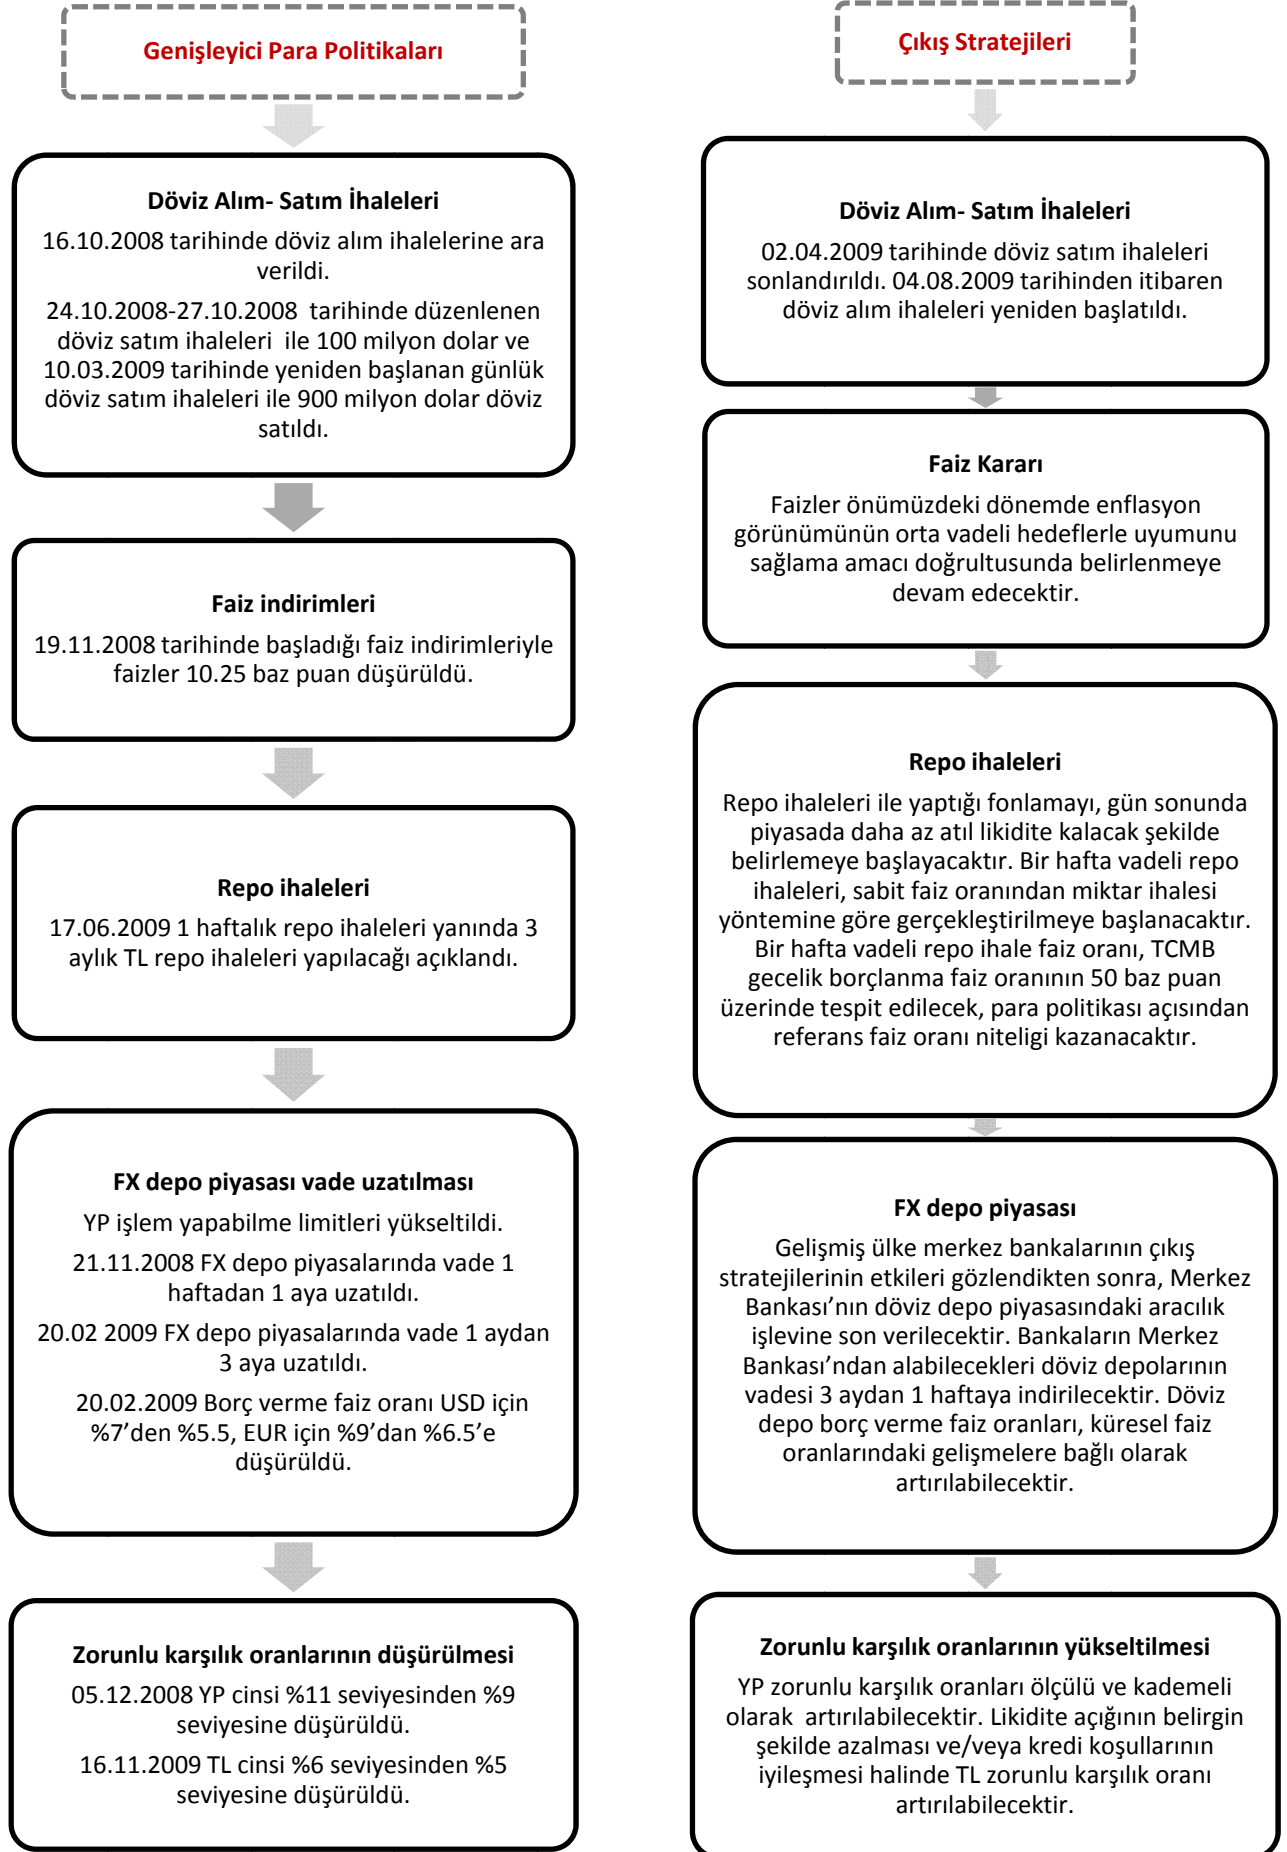 Genişleyici Para Politikaları
Döviz Alım- Satım İhaleleri
16.10.2008 tarihinde döviz alım ihalelerine ara
verildi.
24.10.2008-27.10.2008 tarihinde düzenlenen
döviz satım ihaleleri ile 100 milyon dolar ve
10.03.2009 tarihinde yeniden başlanan günlük
döviz satım ihaleleri ile 900 milyon dolar döviz
satıldı.
Faiz indirimleri
19.11.2008 tarihinde başladığı faiz indirimleriyle
faizler 10.25 baz puan düşürüldü.
Repo ihaleleri
17.06.2009 1 haftalık repo ihaleleri yanında 3
aylık TL repo ihaleleri yapılacağı açıklandı.
FX depo piyasası vade uzatılması
YP işlem yapabilme limitleri yükseltildi.
21.11.2008 FX depo piyasalarında vade 1
haftadan 1 aya uzatıldı.
20.02 2009 FX depo piyasalarında vade 1 aydan
3 aya uzatıldı.
20.02.2009 Borç verme faiz oranı USD için
%7’den %5.5, EUR için %9’dan %6.5’e
düşürüldü.
Zorunlu karşılık oranlarının düşürülmesi
05.12.2008 YP cinsi %11 seviyesinden %9
seviyesine düşürüldü.
16.11.2009 TL cinsi %6 seviyesinden %5
seviyesine düşürüldü.
Çıkış Stratejileri
Döviz Alım- Satım İhaleleri
02.04.2009 tarihinde döviz satım ihaleleri
sonlandırıldı. 04.08.2009 tarihinden itibaren
döviz alım ihaleleri yeniden başlatıldı.
Faiz Kararı
Faizler önümüzdeki dönemde enflasyon
görünümünün orta vadeli hedeflerle uyumunu
sağlama amacı doğrultusunda belirlenmeye
devam edecektir.
Repo ihaleleri
Repo ihaleleri ile yaptığı fonlamayı, gün sonunda
piyasada daha az atıl likidite kalacak şekilde
belirlemeye başlayacaktır. Bir hafta vadeli repo
ihaleleri, sabit faiz oranından miktar ihalesi
yöntemine göre gerçekleştirilmeye başlanacaktır.
Bir hafta vadeli repo ihale faiz oranı, TCMB
gecelik borçlanma faiz oranının 50 baz puan
üzerinde tespit edilecek, para politikası açısından
referans faiz oranı niteligi kazanacaktır.
FX depo piyasası
Gelişmiş ülke merkez bankalarının çıkış
stratejilerinin etkileri gözlendikten sonra, Merkez
Bankası’nın döviz depo piyasasındaki aracılık
işlevine son verilecektir. Bankaların Merkez
Bankası’ndan alabilecekleri döviz depolarının
vadesi 3 aydan 1 haftaya indirilecektir. Döviz
depo borç verme faiz oranları, küresel faiz
oranlarındaki gelişmelere bağlı olarak
artırılabilecektir.
Zorunlu karşılık oranlarının yükseltilmesi
YP zorunlu karşılık oranları ölçülü ve kademeli
olarak artırılabilecektir. Likidite açığının belirgin
şekilde azalması ve/veya kredi koşullarının
iyileşmesi halinde TL zorunlu karşılık oranı
artırılabilecektir.